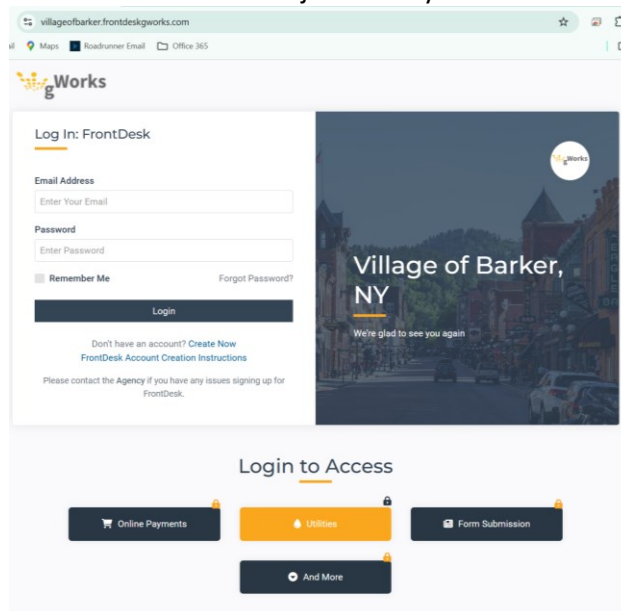 villageofbarker.frontdeskgworks.com
Maps Roadrunner Email Office 365
gWorks
Log In: FrontDesk
Email Address
Enter Your Email
Password
Enter Password
Remember Me Forgot Password?
Login
Don't have an account? Create Now
FrontDesk Account Creation Instructions
Please contact the Agency if you have any issues signing up for
FrontDesk.
gWorks
Village of Barker,
NY
We're glad to see you again
Login to Access
Online Payments
Utilities
Form Submission
And More